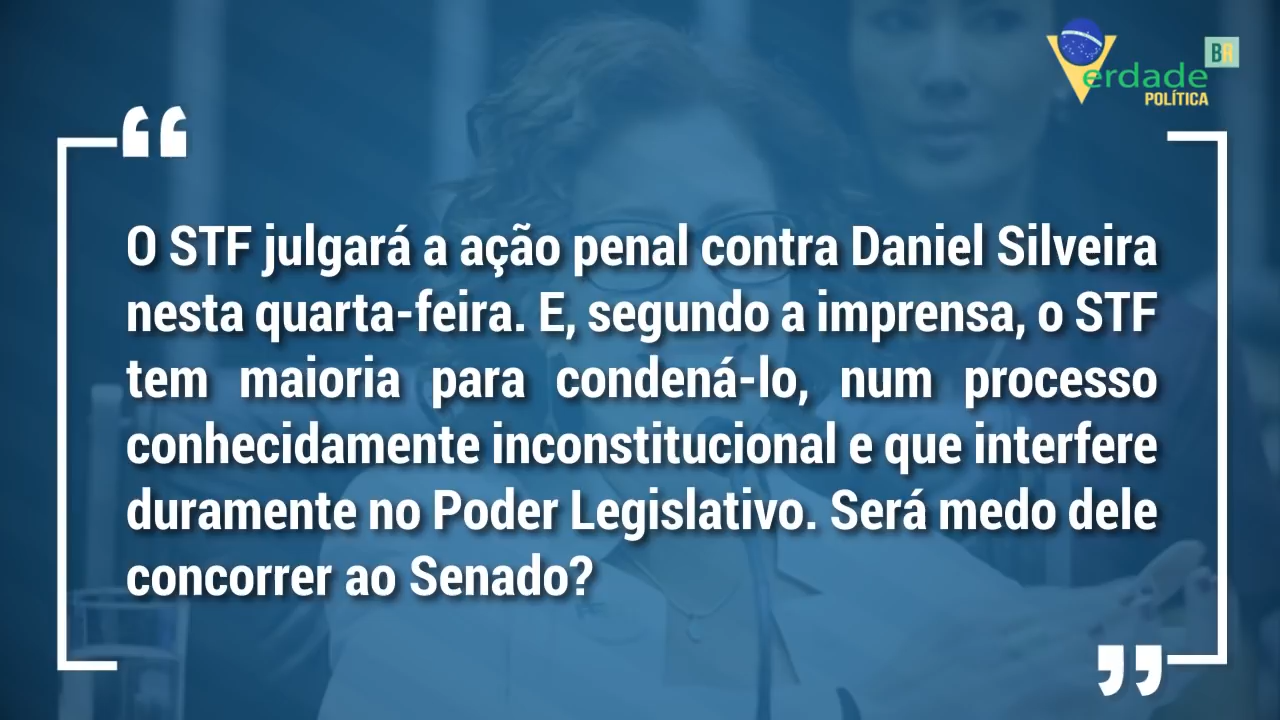 BR
Verdade
POLÍTICA
“
O STF julgará a ação penal contra Daniel Silveira
nesta quarta-feira. E, segundo a imprensa, o STF
tem maioria para condená-lo, num processo
conhecidamente inconstitucional e que interfere
duramente no Poder Legislativo. Será medo dele
concorrer ao Senado?
”